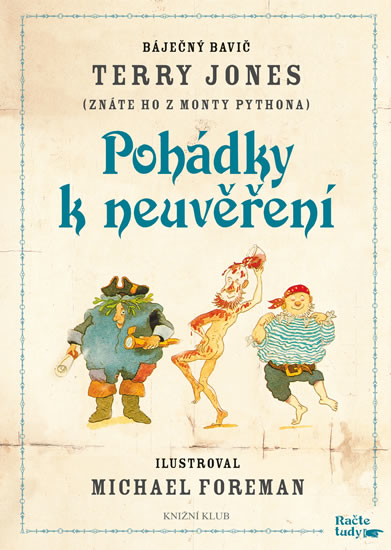 BÁJEČNÝ BAVIČ
TERRY JONES
(ZNÁTE HO Z MONTY PYTHONA)
Pohádky
k neuvěření
ILUSTROVAL
MICHAEL FOREMAN
KNIŽNÍ KLUB
Račte
tudy